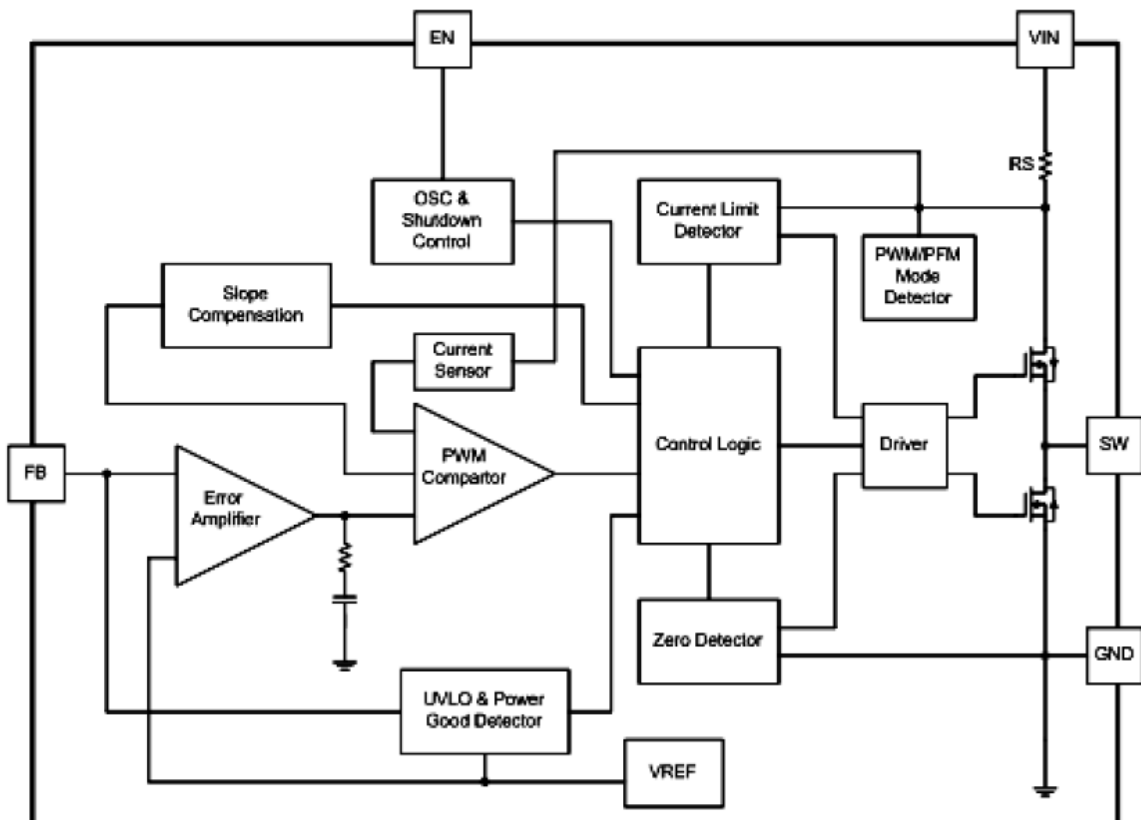 EN
VIN
RS
OSC &
Shutdown
Control
Current Limit
Detector
PWM/PFM
Mode
Detector
Slope
Compensation
Current
Sensor
Control Logic
Driver
SW
FB
PWM
Compartor
Error
Amplifier
Zero Detector
GND
UVLO & Power
Good Detector
VREF